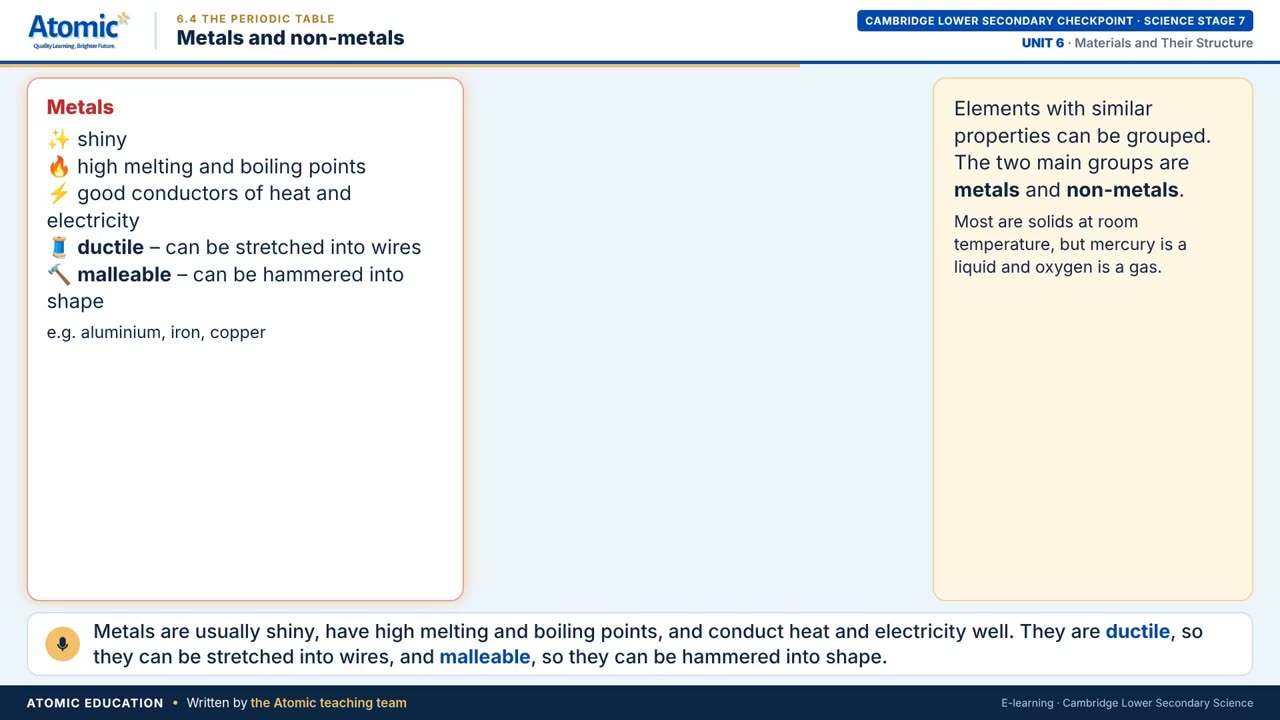 Atomic
Quality Learning, Brighter Future.
6.4 THE PERIODIC TABLE
Metals and non-metals
CAMBRIDGE LOWER SECONDARY CHECKPOINT · SCIENCE STAGE 7
UNIT 6 · Materials and Their Structure
Metals
✨ shiny
🔥 high melting and boiling points
⚡ good conductors of heat and
electricity
🧵 ductile – can be stretched into wires
🔨 malleable – can be hammered into
shape
e.g. aluminium, iron, copper
Elements with similar
properties can be grouped.
The two main groups are
metals and non-metals.
Most are solids at room
temperature, but mercury is a
liquid and oxygen is a gas.
Metals are usually shiny, have high melting and boiling points, and conduct heat and electricity well. They are ductile, so
they can be stretched into wires, and malleable, so they can be hammered into shape.
ATOMIC EDUCATION • Written by the Atomic teaching team
E-learning · Cambridge Lower Secondary Science